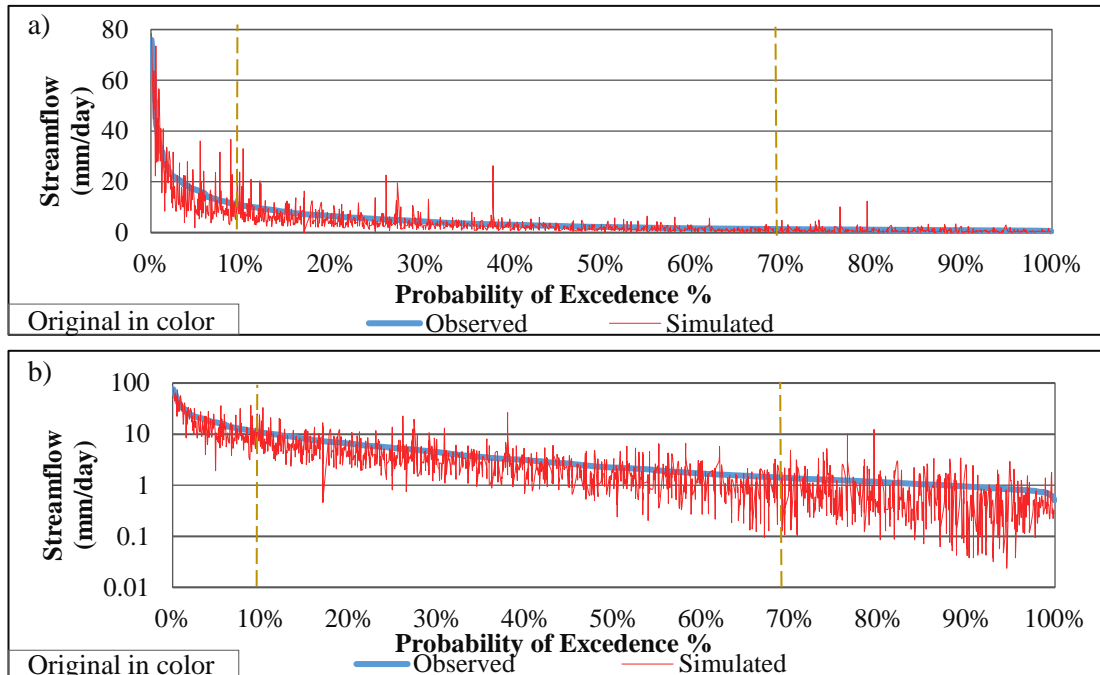 a)
80
60
40
20
0
Streamflow
(mm/day)
0% 10% 20% 30% 40% 50% 60% 70% 80% 90% 100%
Probability of Excedence %
Original in color
Observed Simulated
b)
100
10
1
0.1
0.01
Streamflow
(mm/day)
0% 10% 20% 30% 40% 50% 60% 70% 80% 90% 100%
Probability of Excedence %
Original in color
Observed Simulated